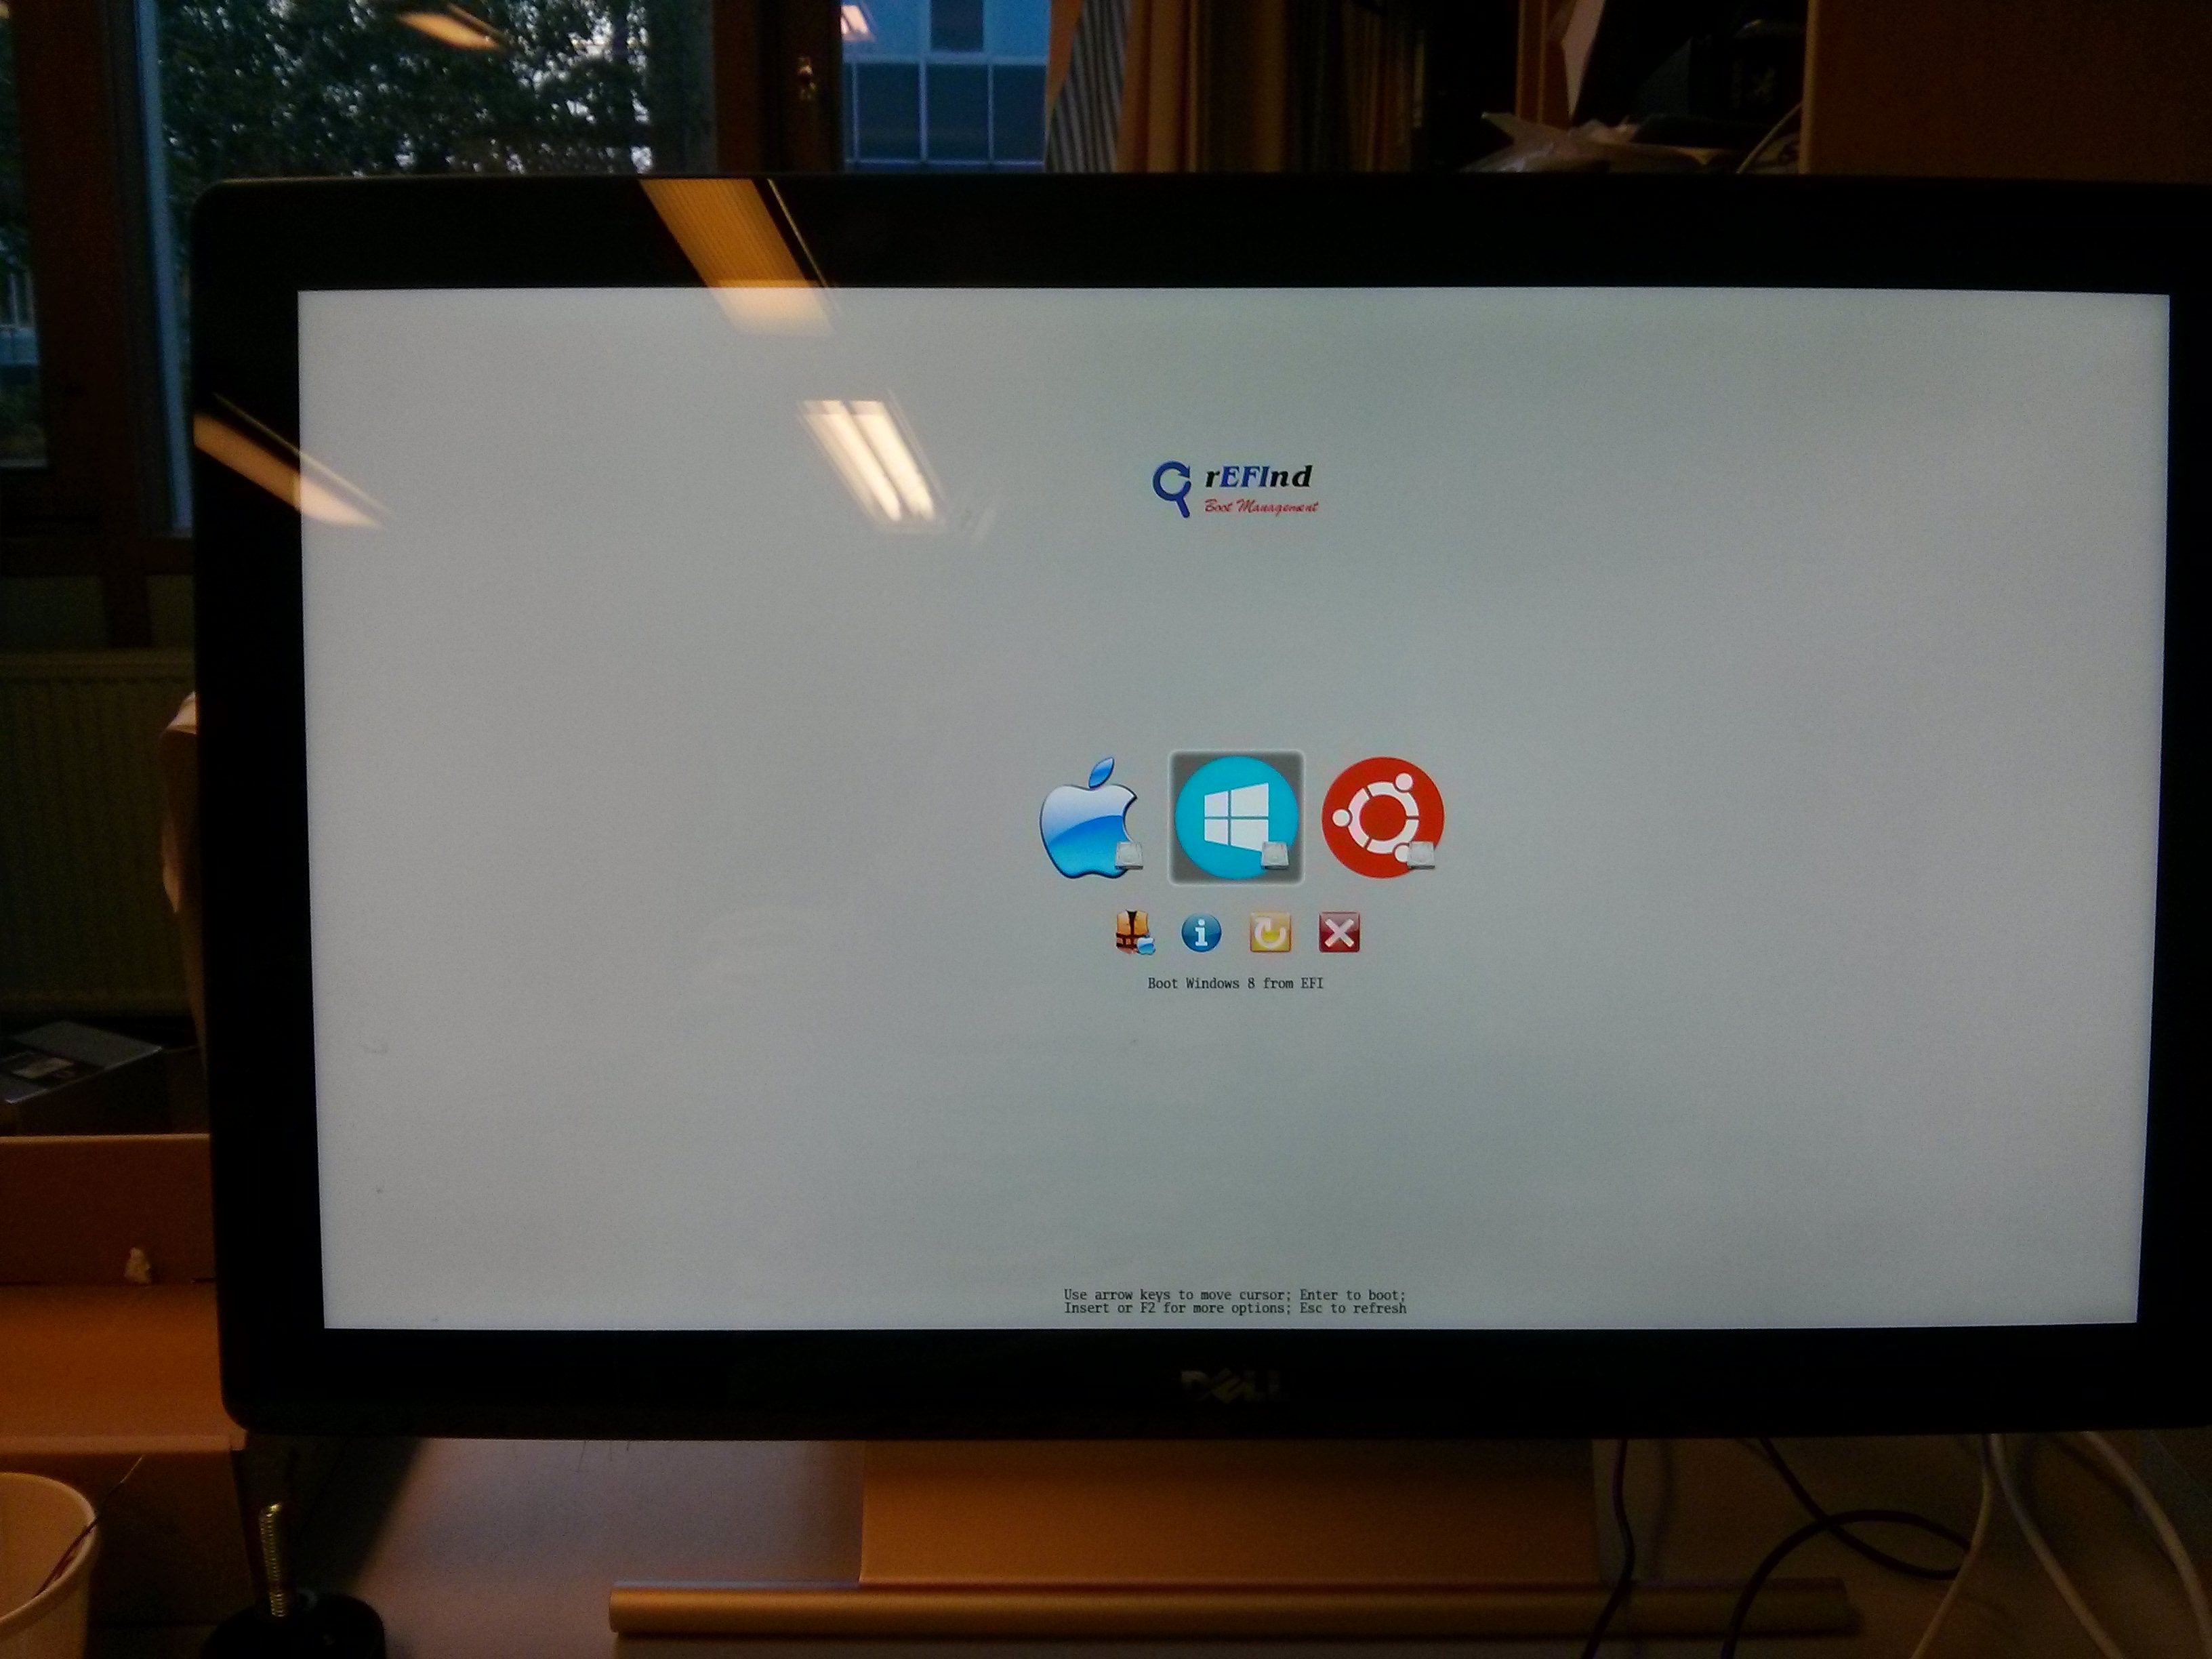 rEFInd
Boot Management
Boot Windows 8 from EFI
Use arrow keys to move cursor; Enter to boot;
Insert or F2 for more options; Esc to refresh
DELL